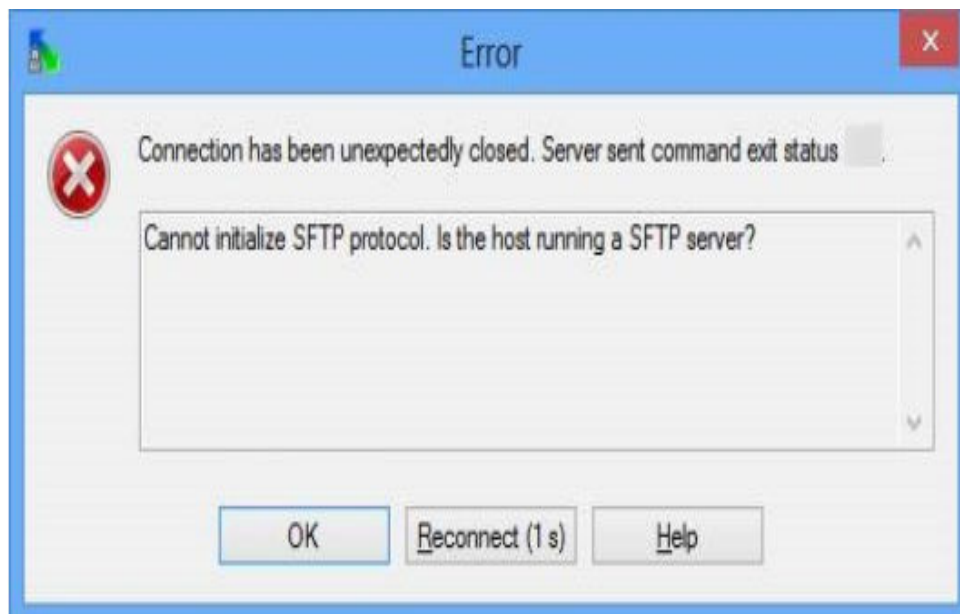 Error
X
Connection has been unexpectedly closed. Server sent command exit status .
Cannot initialize SFTP protocol. Is the host running a SFTP server?
OK
Reconnect (1 s)
Help